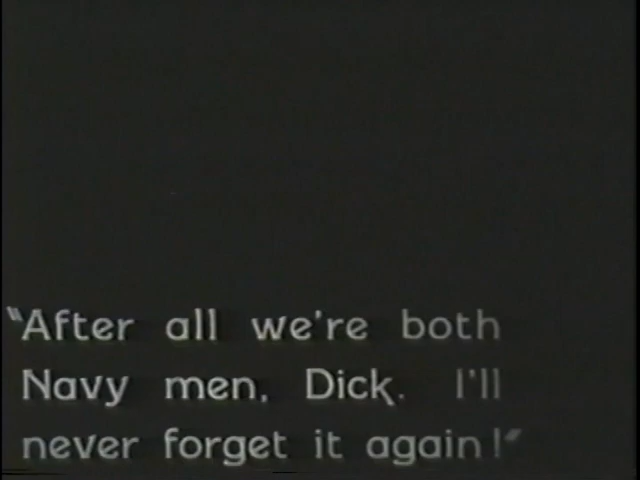 "After all we're both
Navy men, Dick. I'll
never forget it again!"